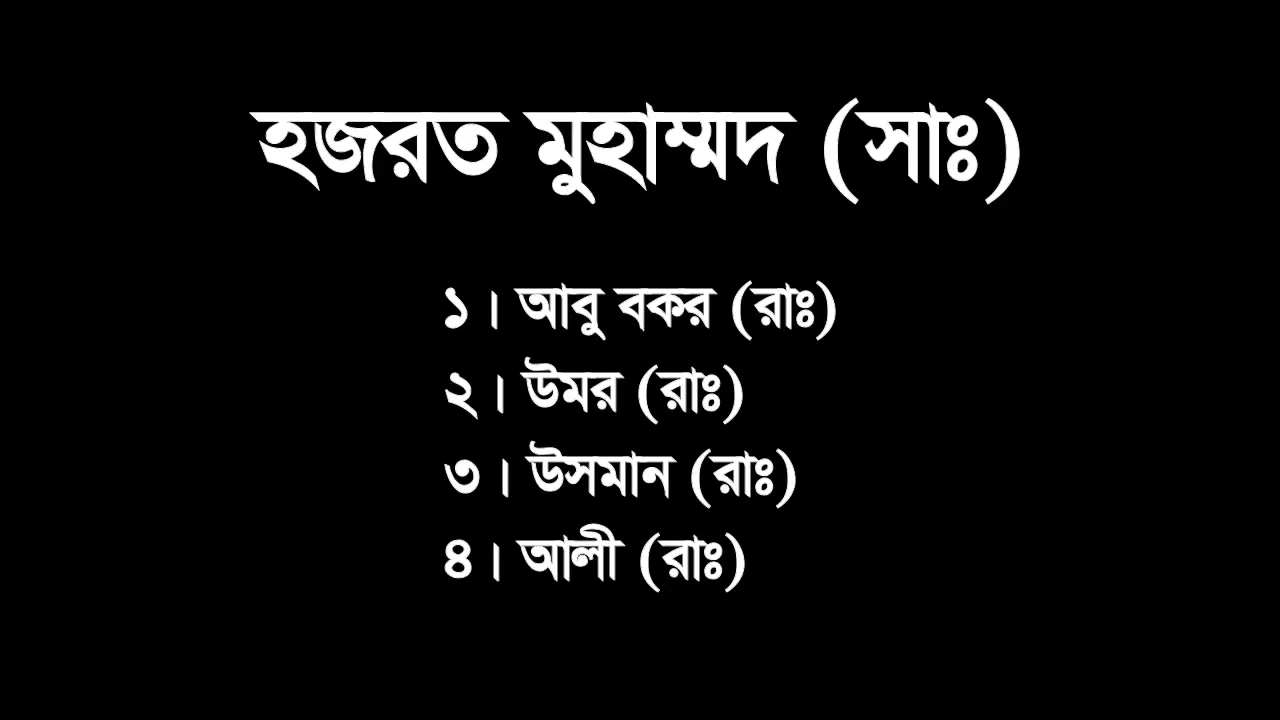 হজরত মুহাম্মদ (সাঃ)
১। আবু বকর (রাঃ)
২। উমর (রাঃ)
৩। উসমান (রাঃ)
৪। আলী (রাঃ)